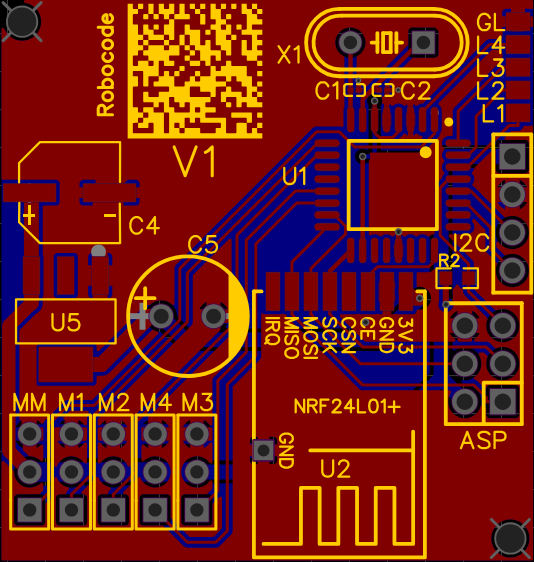 Robocode
V1
X1
C1
C2
GL
L4
L3
L2
L1
U1
I2C
R2
+
-
C4
C5
+
U5
IRQ
MISO
MOSI
SCK
CSN
CE
GND
3V3
MM M1 M2 M4 M3
NRF24L01+
ASP
GND
U2